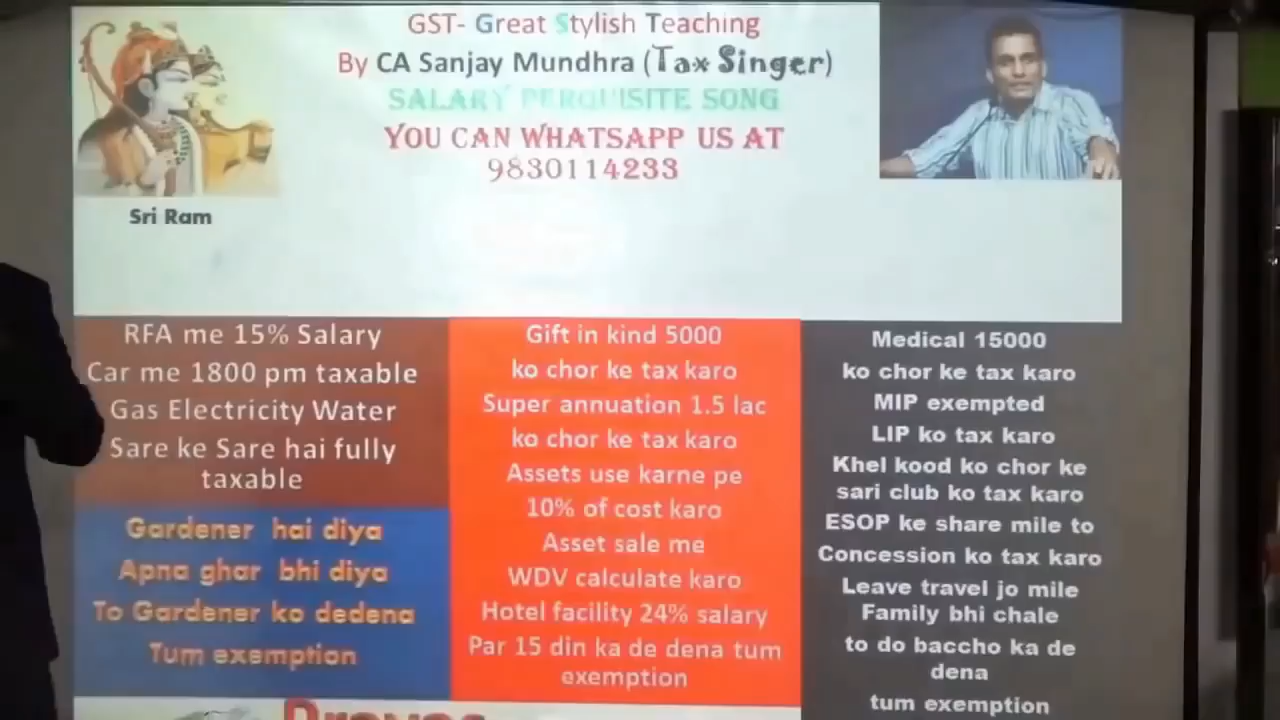 GST- Great Stylish Teaching
By CA Sanjay Mundhra (Tax Singer)
SALARY PERQUISITE SONG
YOU CAN WHATSAPP US AT
9830114233
Sri Ram
RFA me 15% Salary
Car me 1800 pm taxable
Gas Electricity Water
Sare ke Sare hai fully
taxable
Gardener hai diya
Apna ghar bhi diya
To Gardener ko dedena
Tum exemption
Gift in kind 5000
ko chor ke tax karo
Super annuation 1.5 lac
ko chor ke tax karo
Assets use karne pe
10% of cost karo
Asset sale me
WDV calculate karo
Hotel facility 24% salary
Par 15 din ka de dena tum
exemption
Medical 15000
ko chor ke tax karo
MIP exempted
LIP ko tax karo
Khel kood ko chor ke
sari club ko tax karo
ESOP ke share mile to
Concession ko tax karo
Leave travel jo mile
Family bhi chale
to do baccho ka de
dena
tum exemption